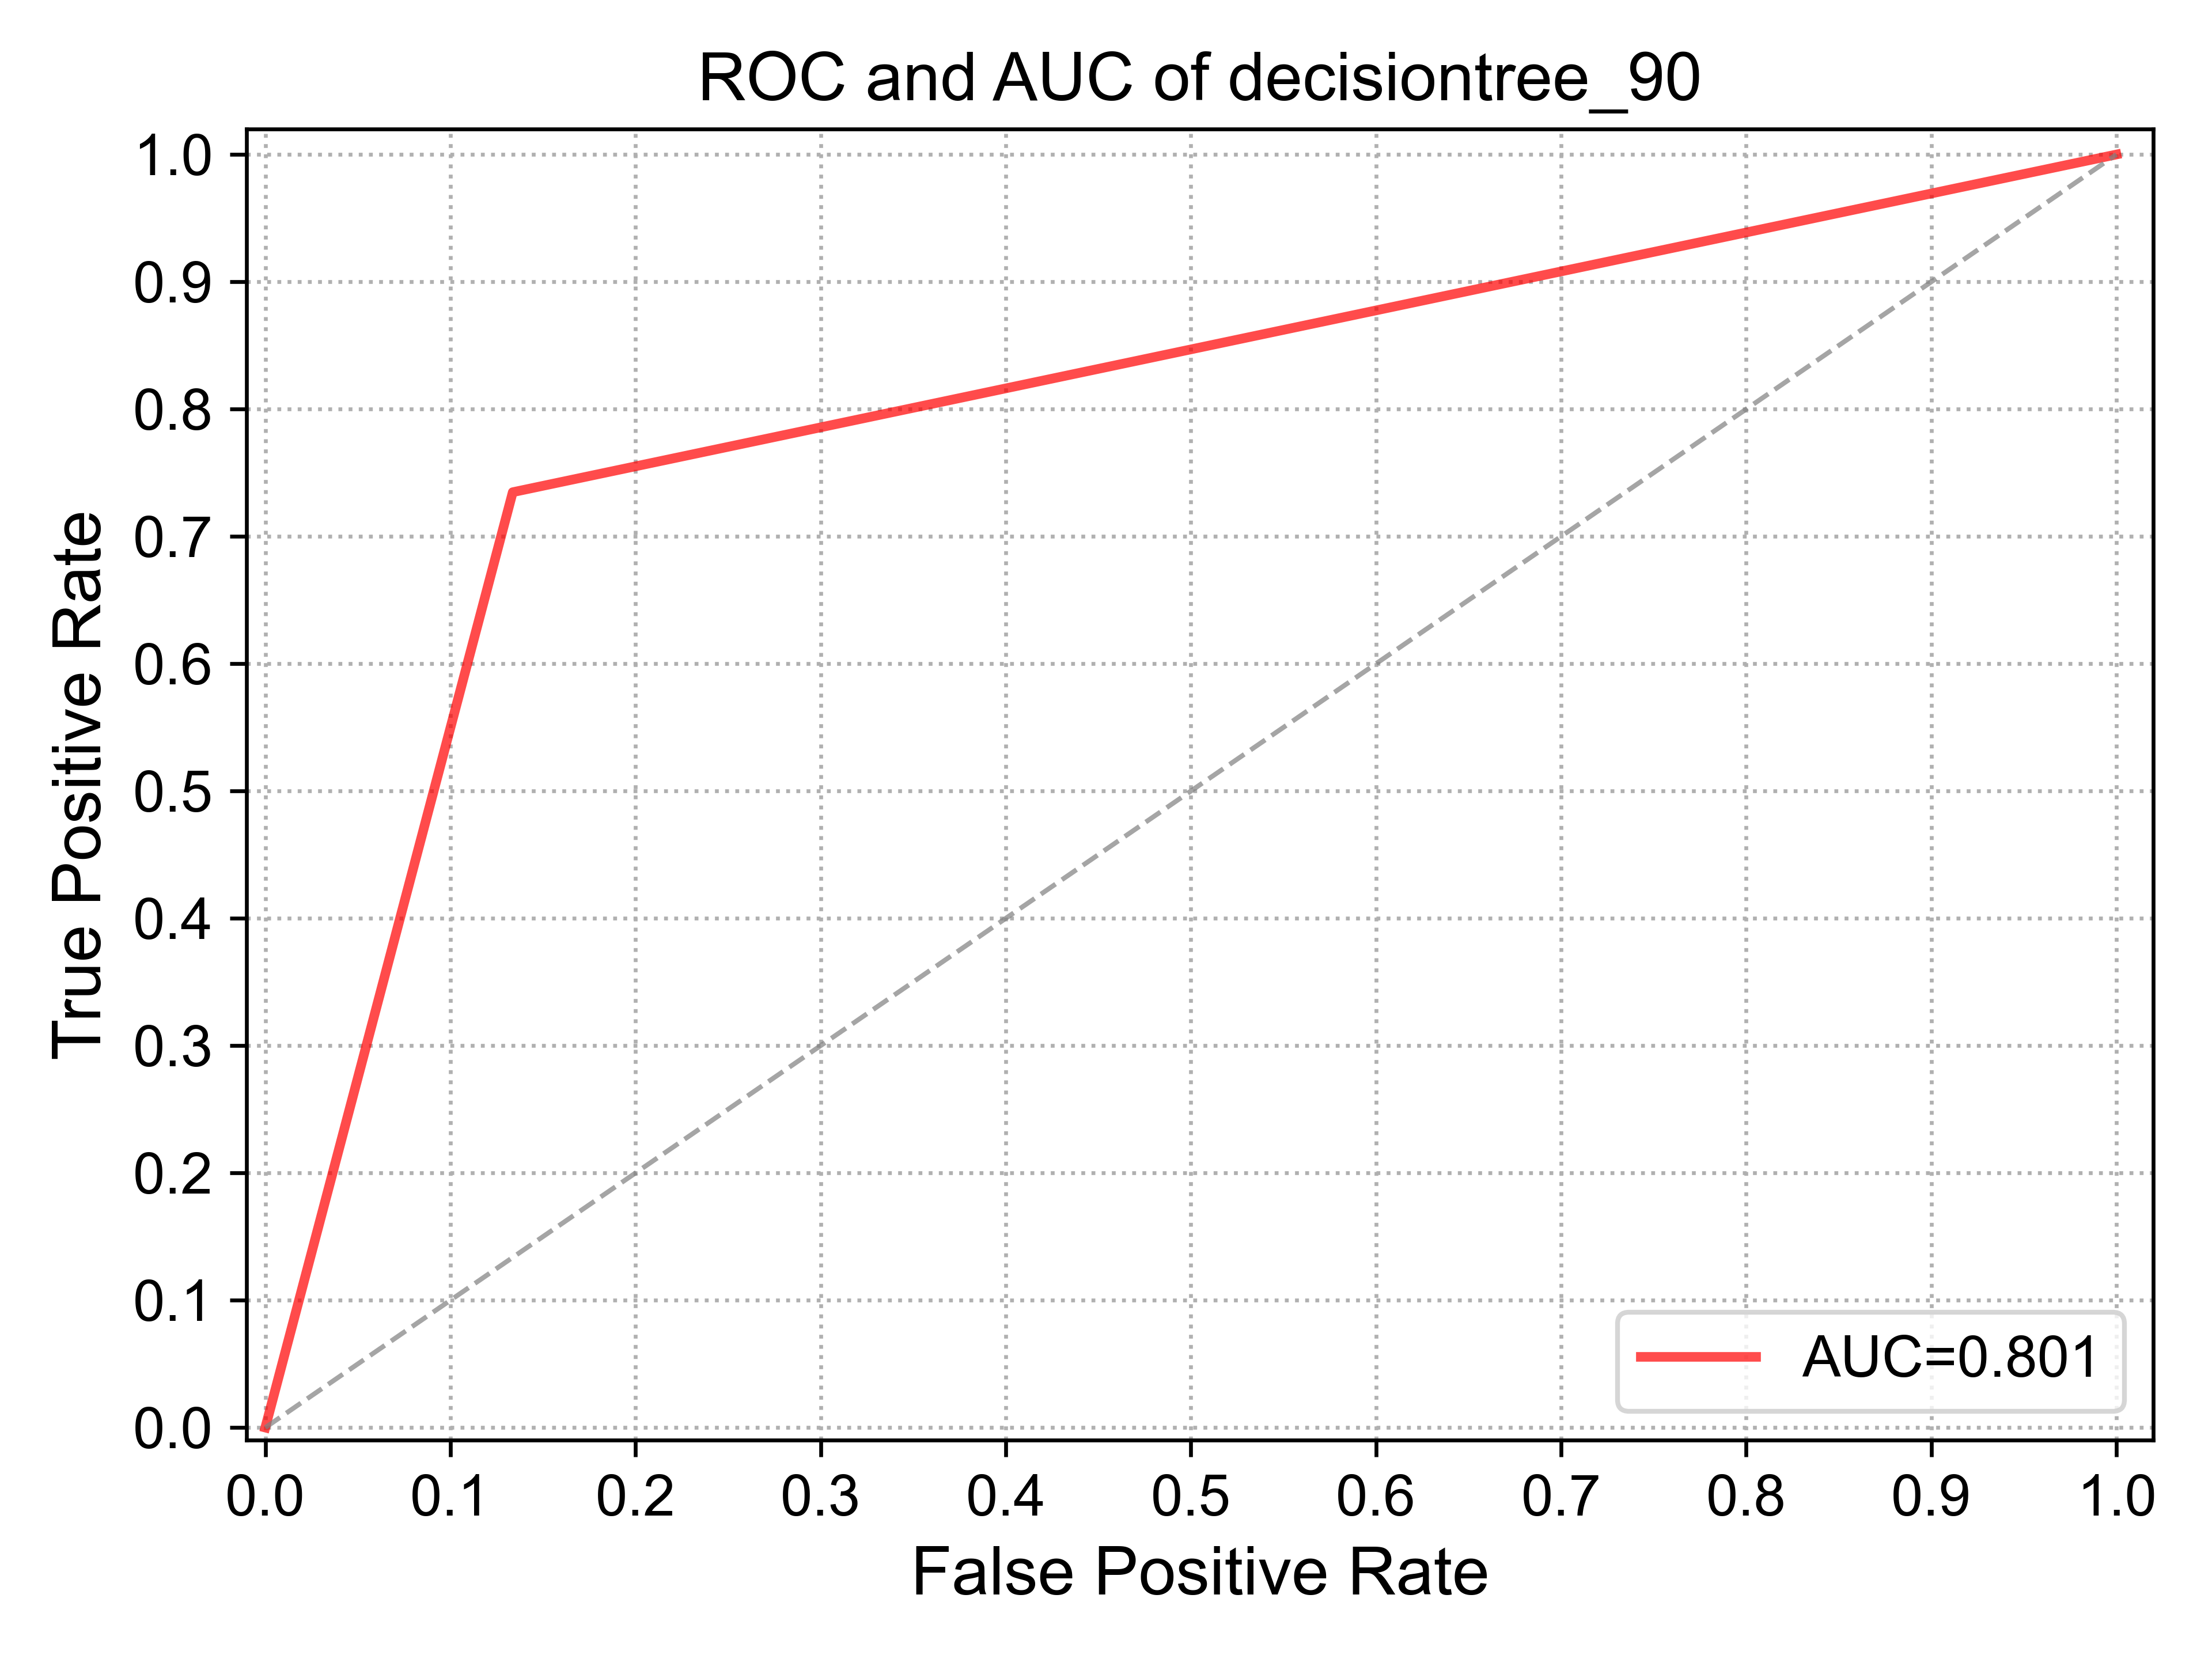 ROC and AUC of decisiontree_90
True Positive Rate
1.0
0.9
0.8
0.7
0.6
0.5
0.4
0.3
0.2
0.1
0.0
AUC=0.801
0.0 0.1 0.2 0.3 0.4 0.5 0.6 0.7 0.8 0.9 1.0
False Positive Rate